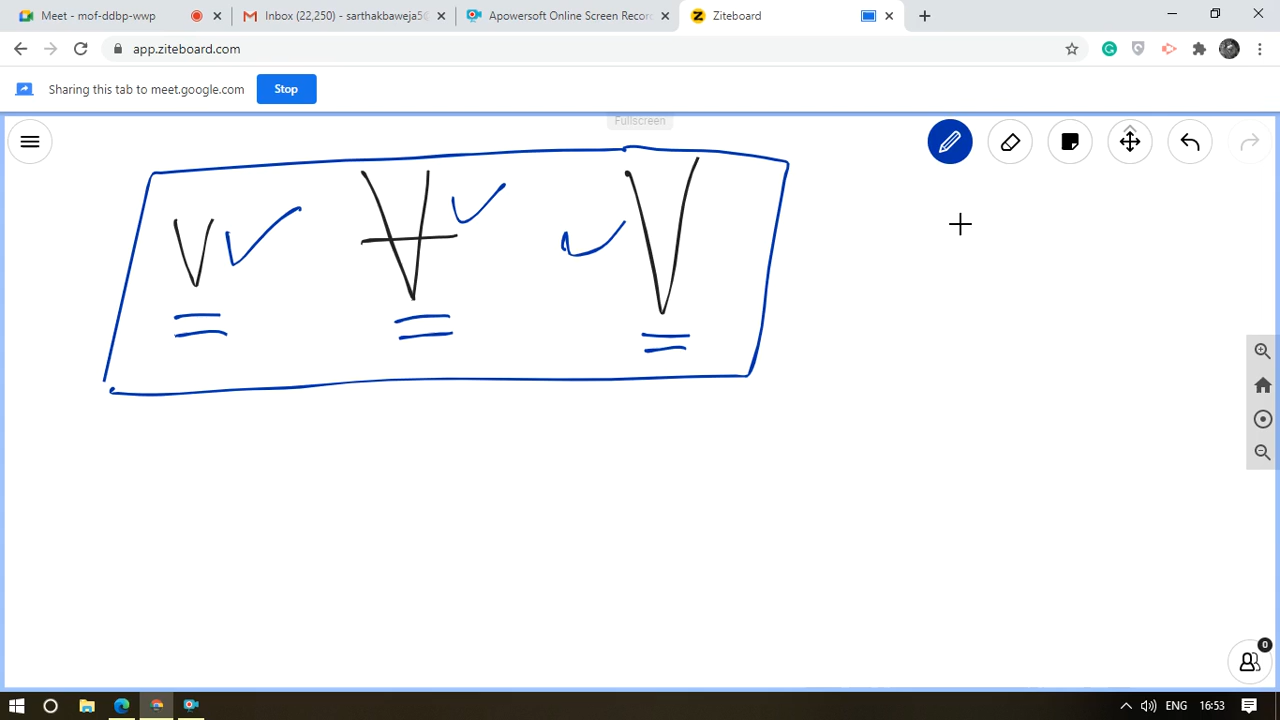 Meet - mof-ddbp-wwp
Inbox (22,250) - sarthakbaweja5
Apowersoft Online Screen Recor
Ziteboard
app.ziteboard.com
Sharing this tab to meet.google.com
Stop
Fullscreen
v V V
0
ENG
16:53